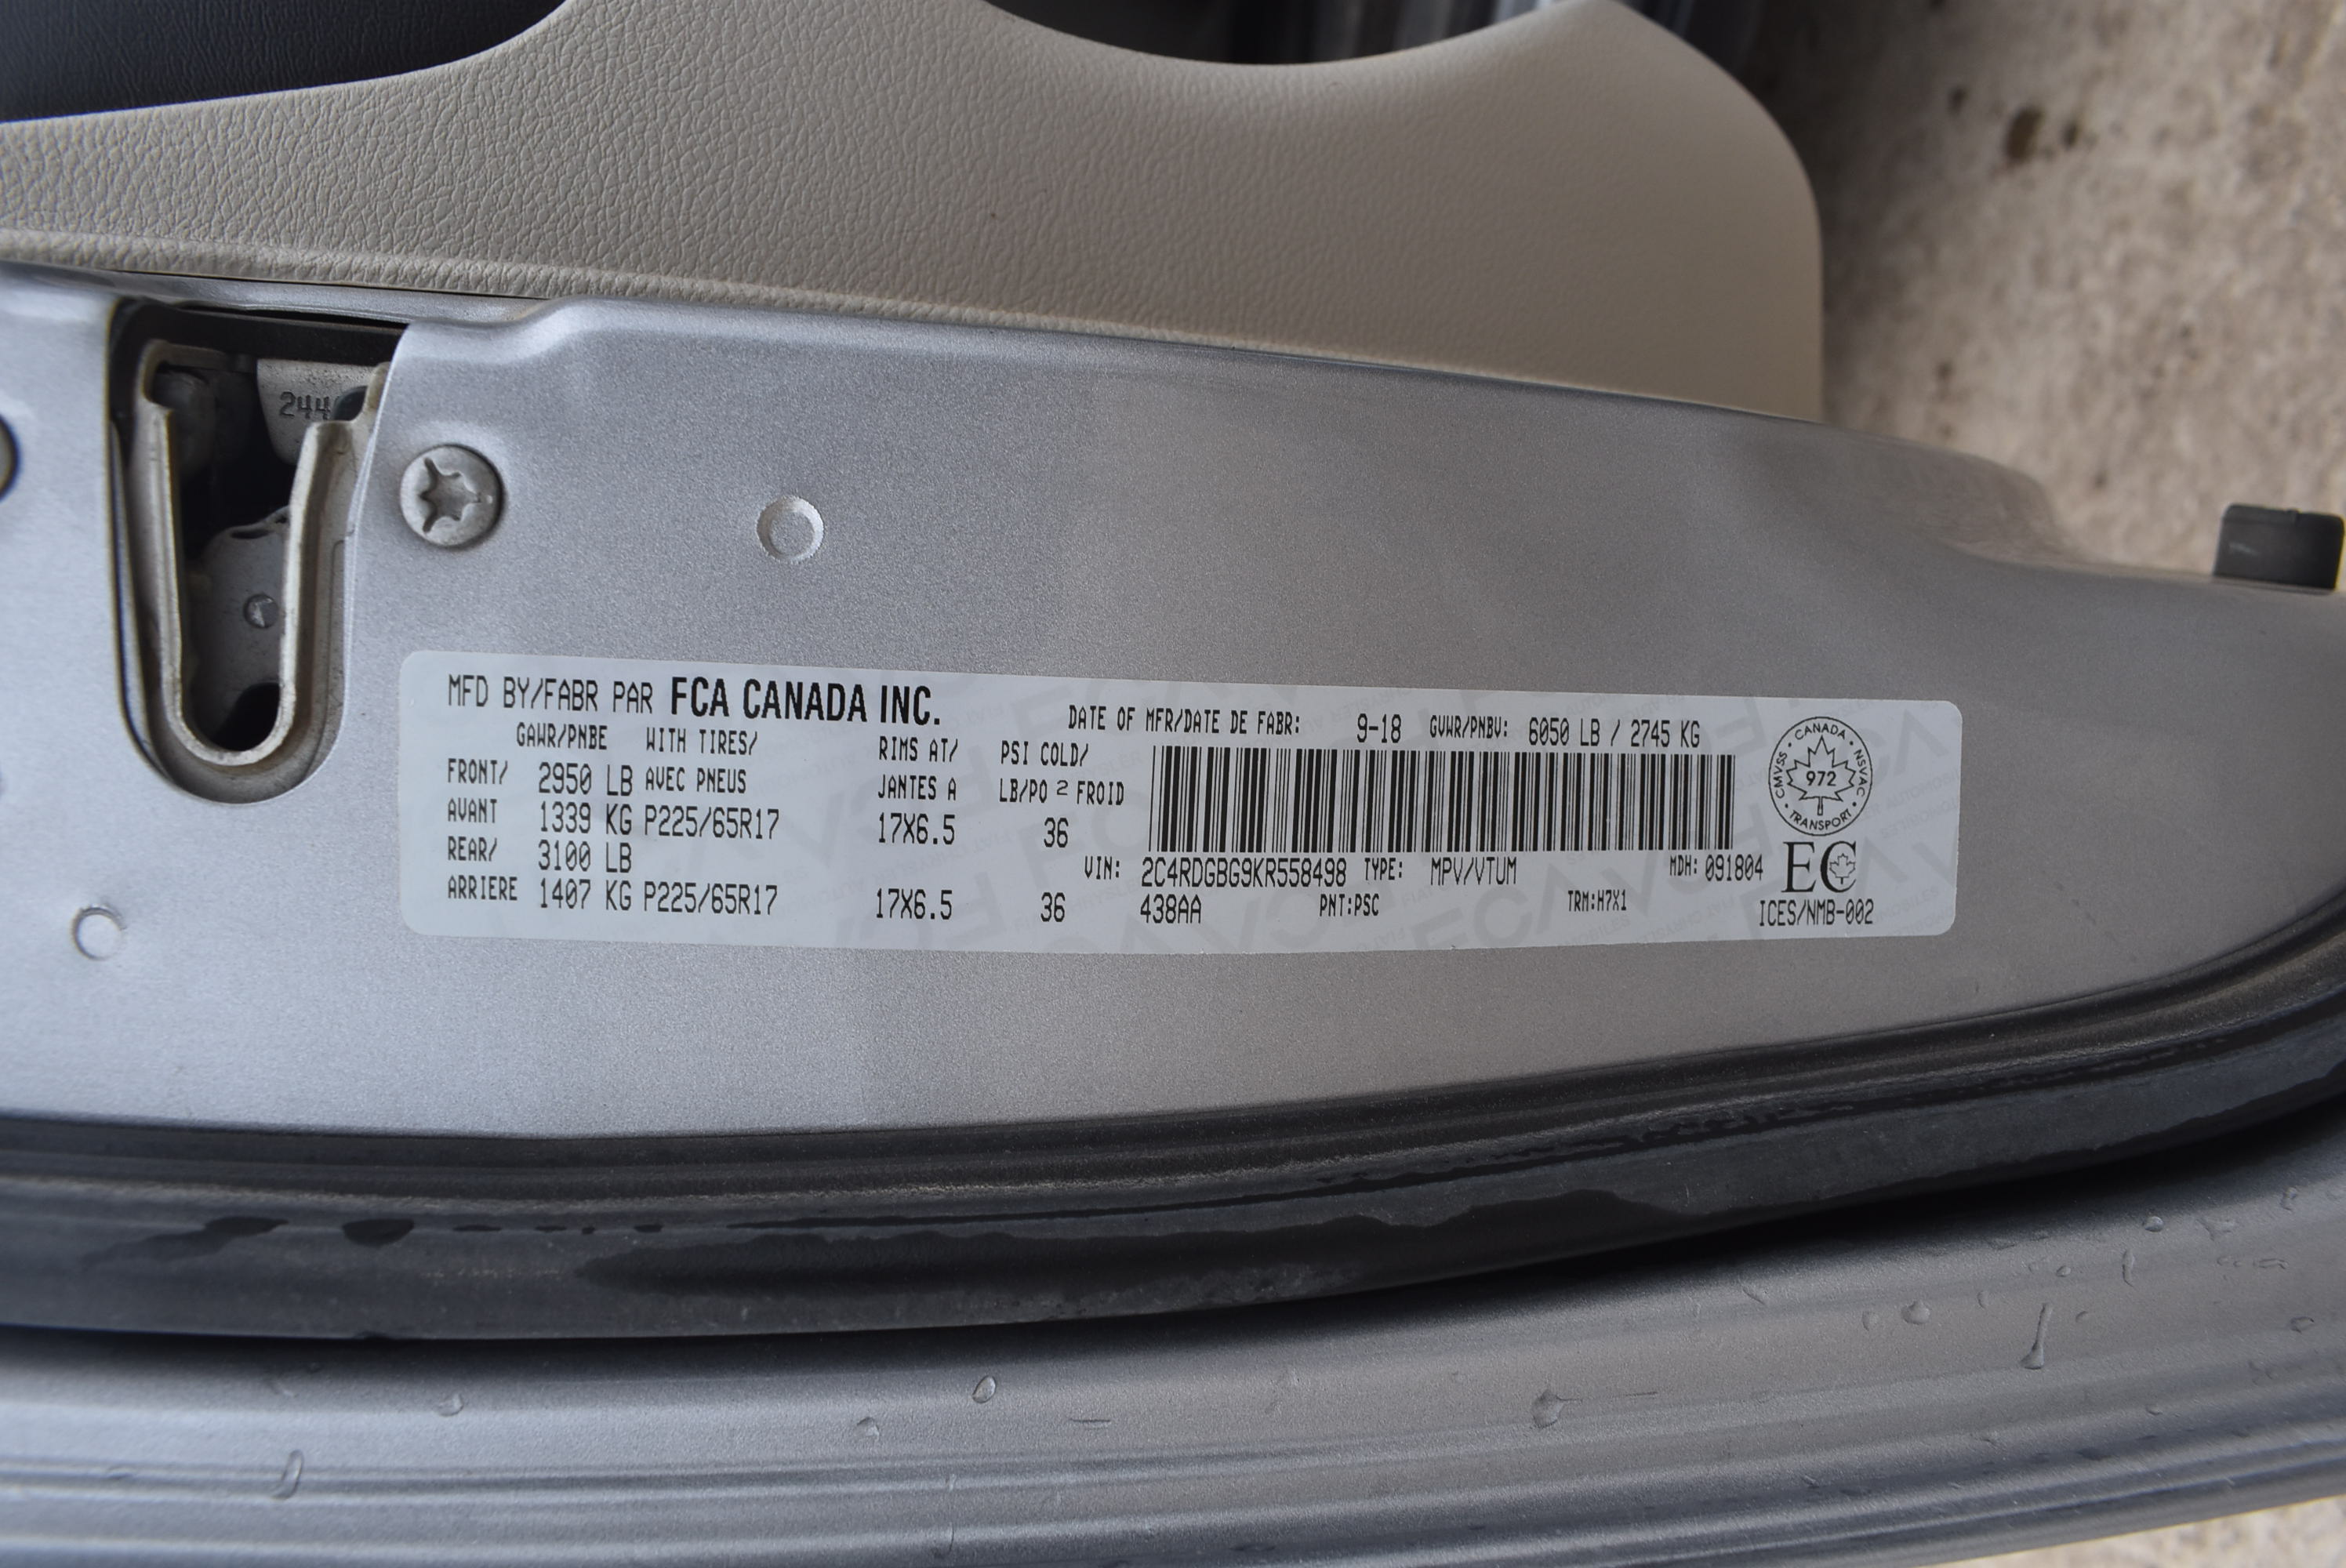 244
MFD BY/FABR PAR FCA CANADA INC.
DATE OF MFR/DATE DE FABR: 9-18 GVWR/PNBV: 6050 LB / 2745 KG
GAWR/PNBE WITH TIRES/ RIMS AT/ PSI COLD/
FRONT/ 2950 LB AVEC PNEUS JANTES A LB/PO 2 FROID
AVANT 1339 KG P225/65R17 17X6.5 36
REAR/ 3100 LB
ARRIERE 1407 KG P225/65R17 17X6.5 36
VIN: 2C4RDGBG9KR558498 TYPE: MPV/VTUM MDH: 091804
438AA PNT:PSC TRM:H7X1
CANADA
CMVSS • NSVAC
972
TRANSPORT
EC
ICES/NMB-002